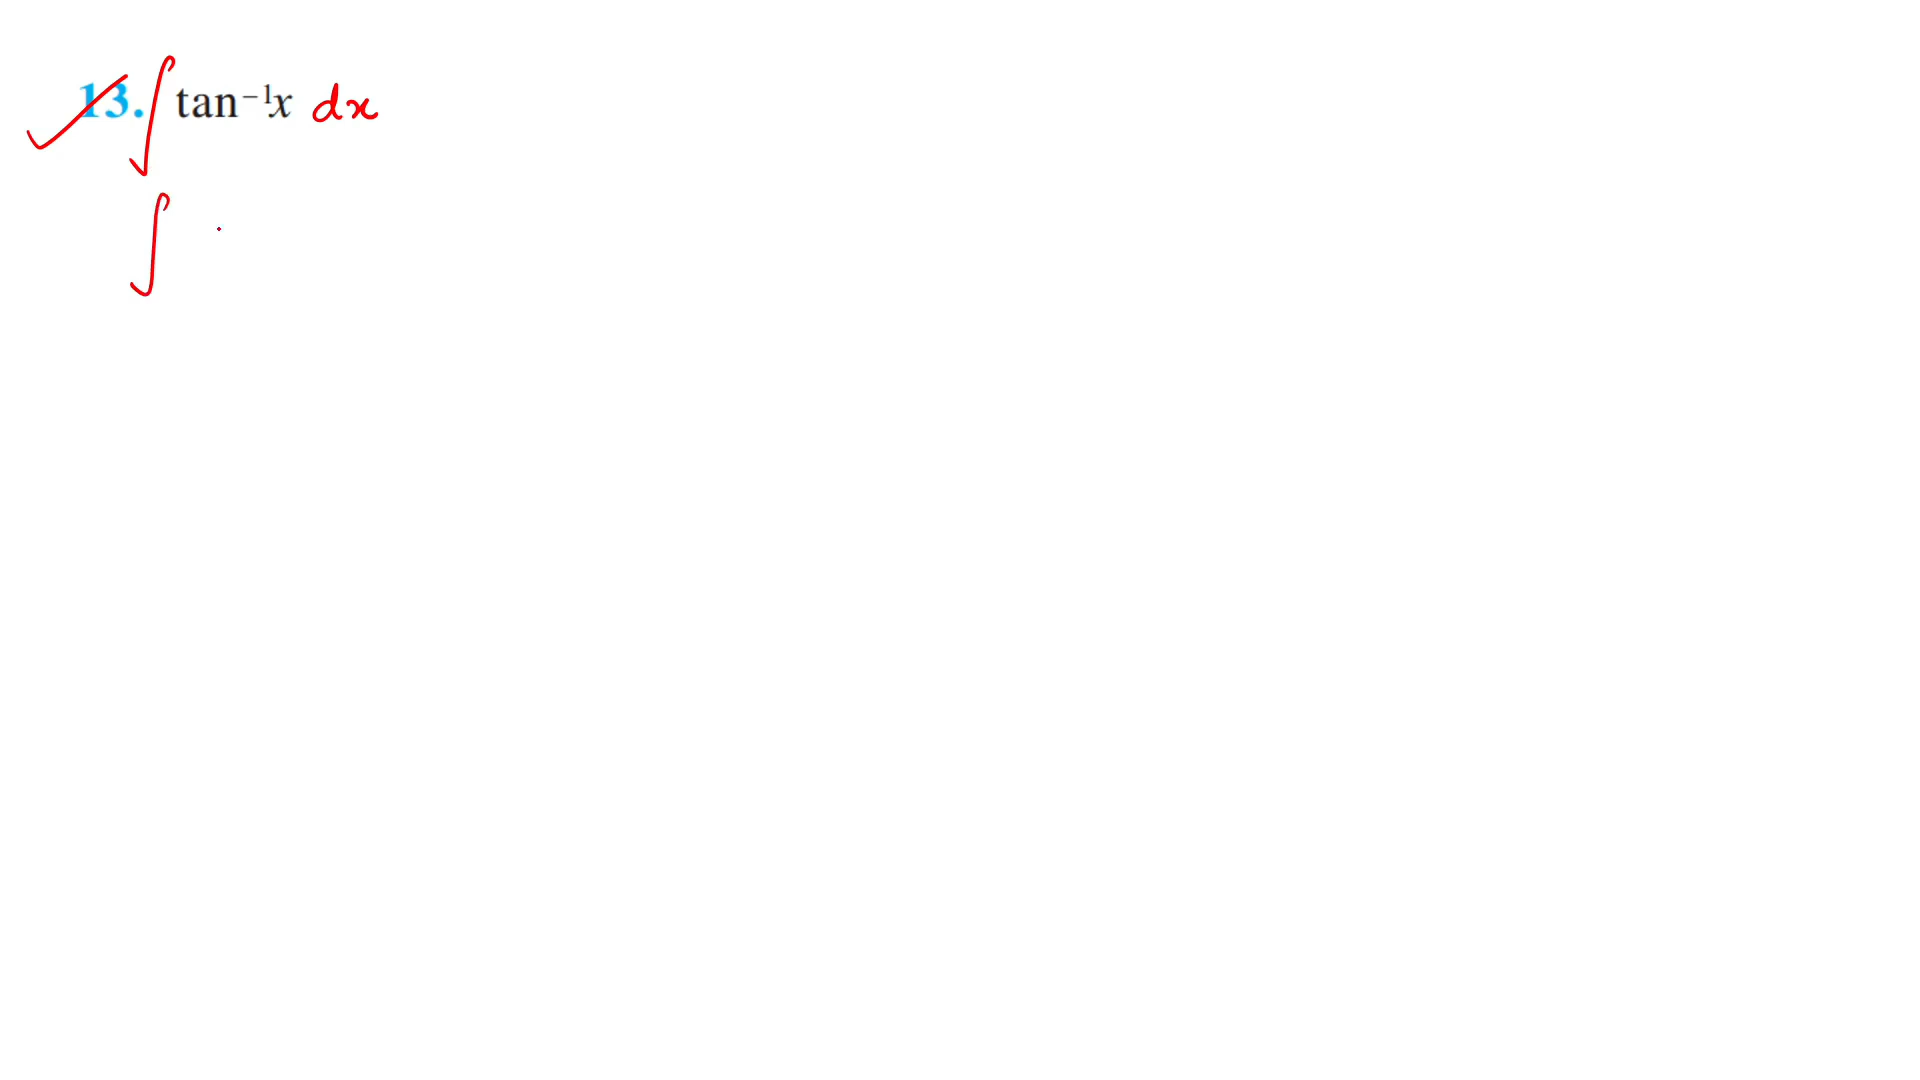 13. ∫ tan⁻¹x dx
∫